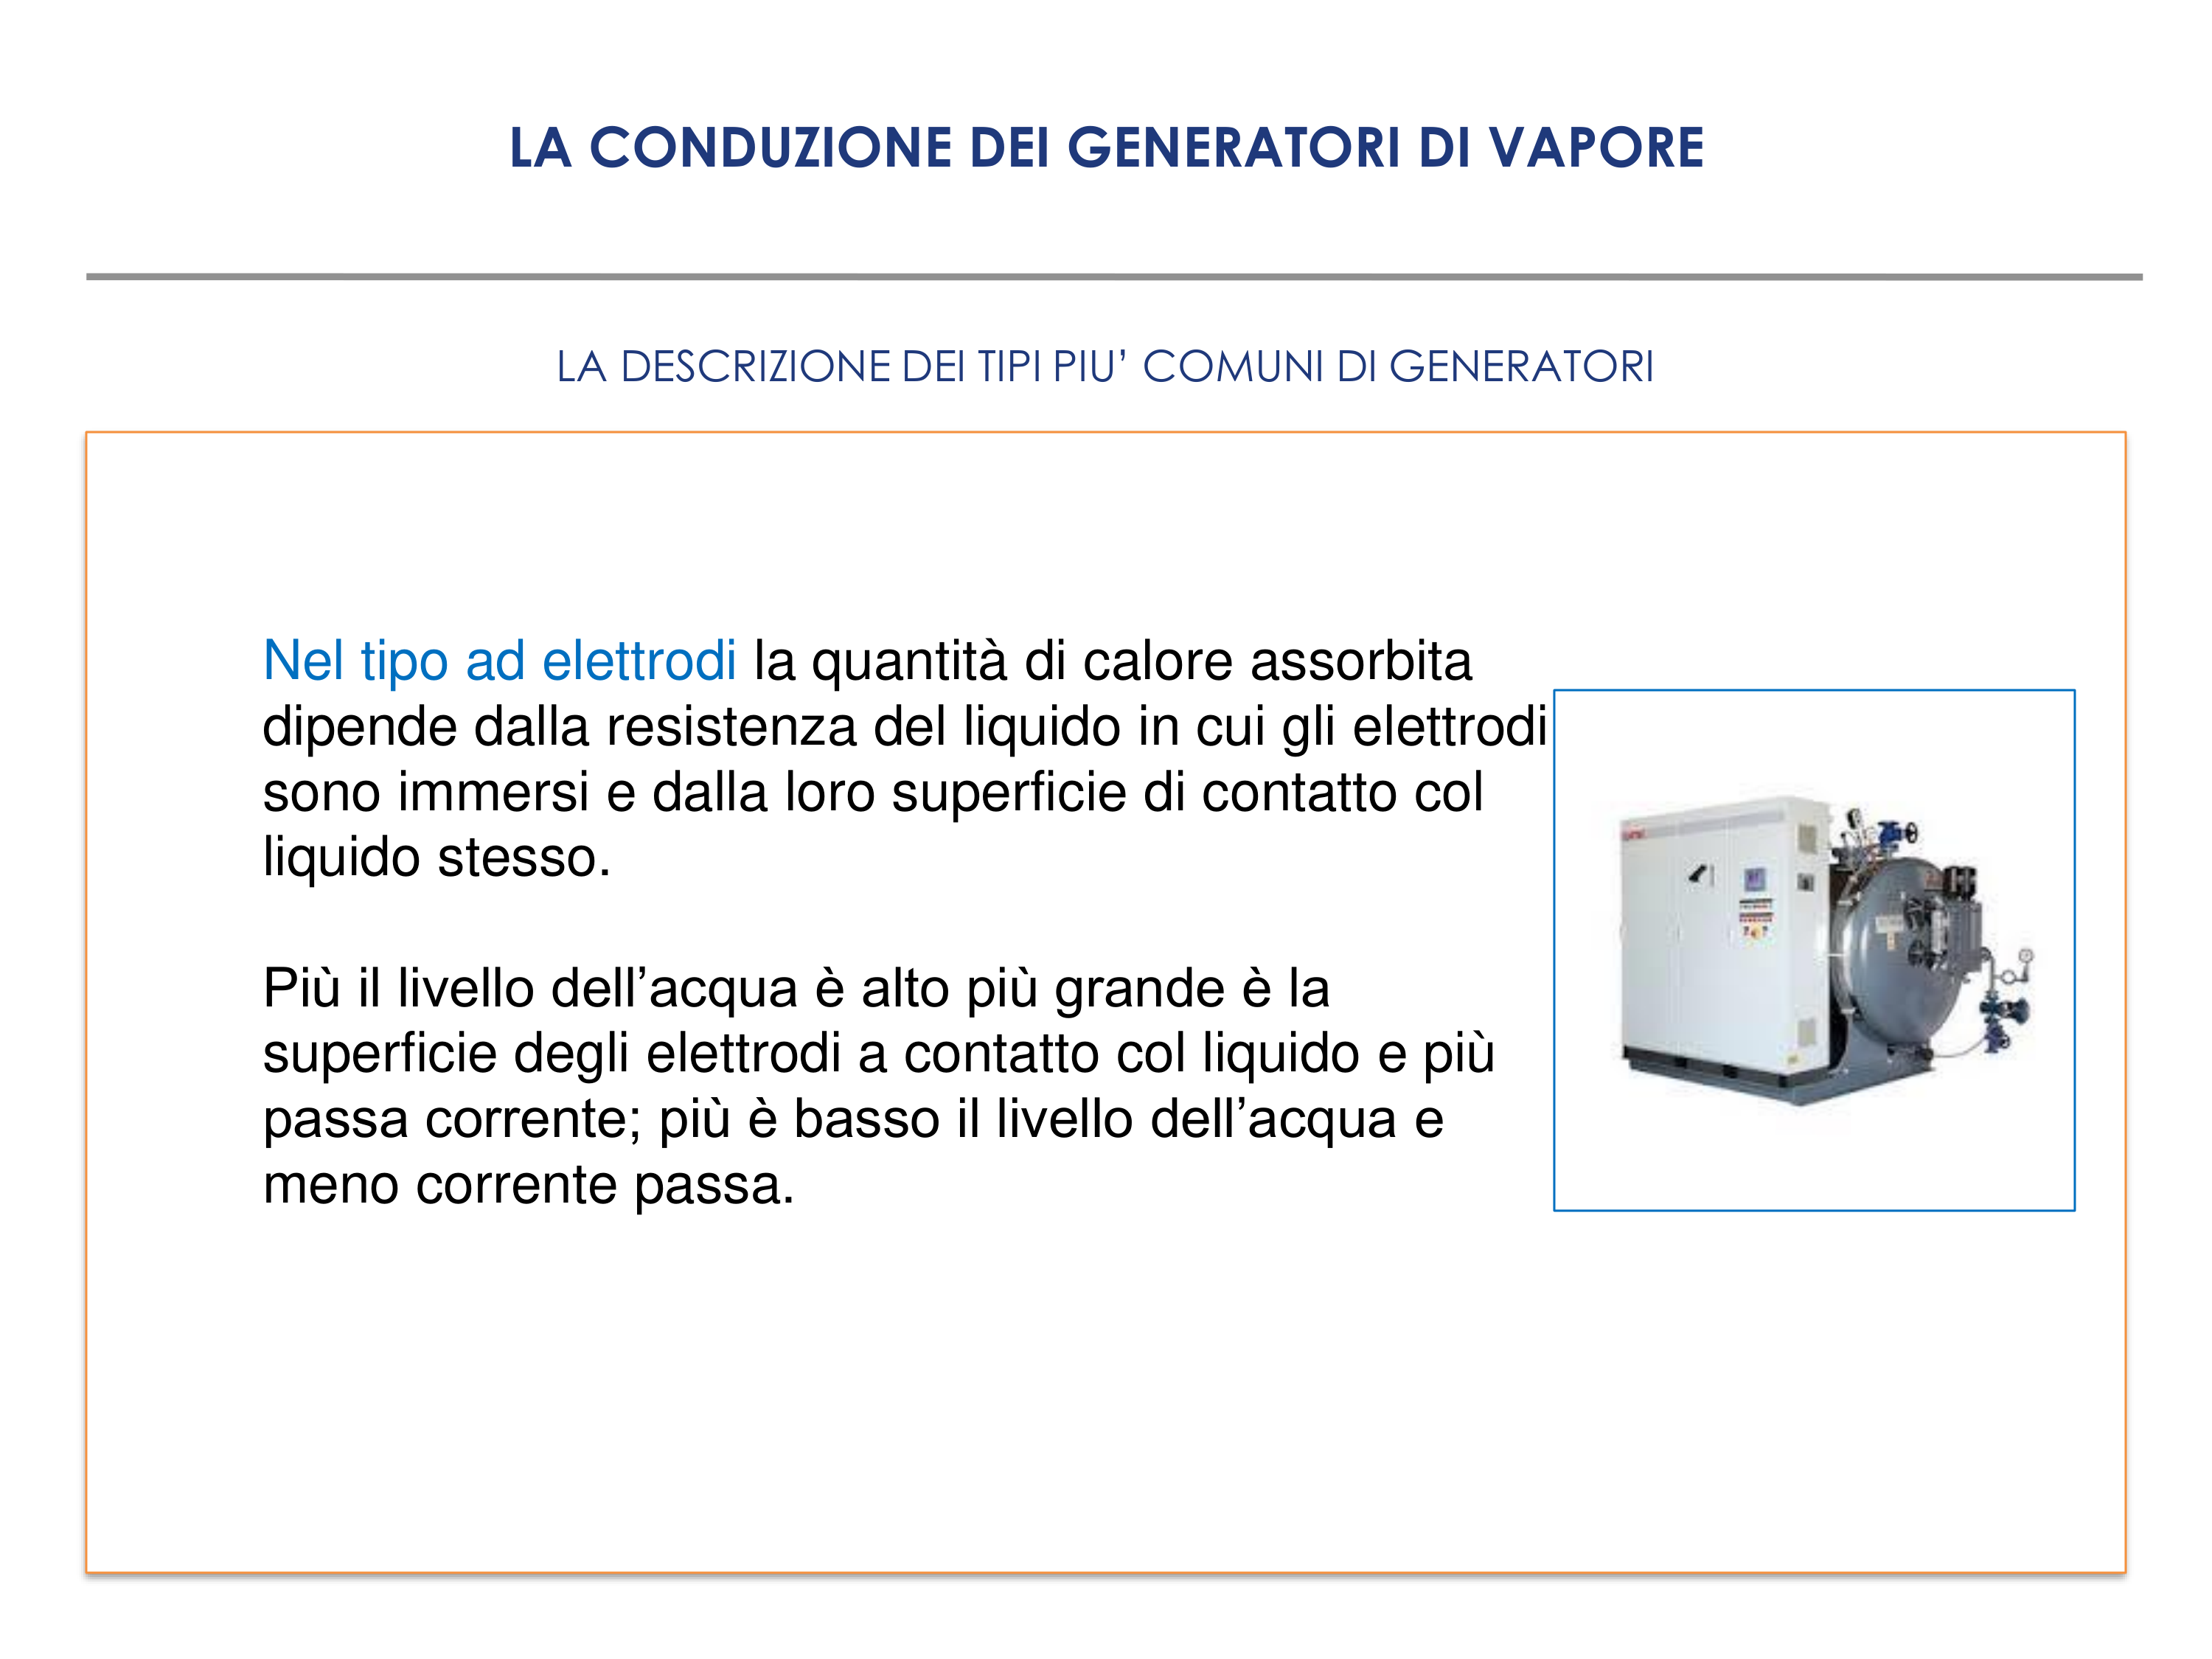 LA CONDUZIONE DEI GENERATORI DI VAPORE
LA DESCRIZIONE DEI TIPI PIU’ COMUNI DI GENERATORI
Nel tipo ad elettrodi la quantità di calore assorbita
dipende dalla resistenza del liquido in cui gli elettrodi
sono immersi e dalla loro superficie di contatto col
liquido stesso.
Più il livello dell’acqua è alto più grande è la
superficie degli elettrodi a contatto col liquido e più
passa corrente; più è basso il livello dell’acqua e
meno corrente passa.